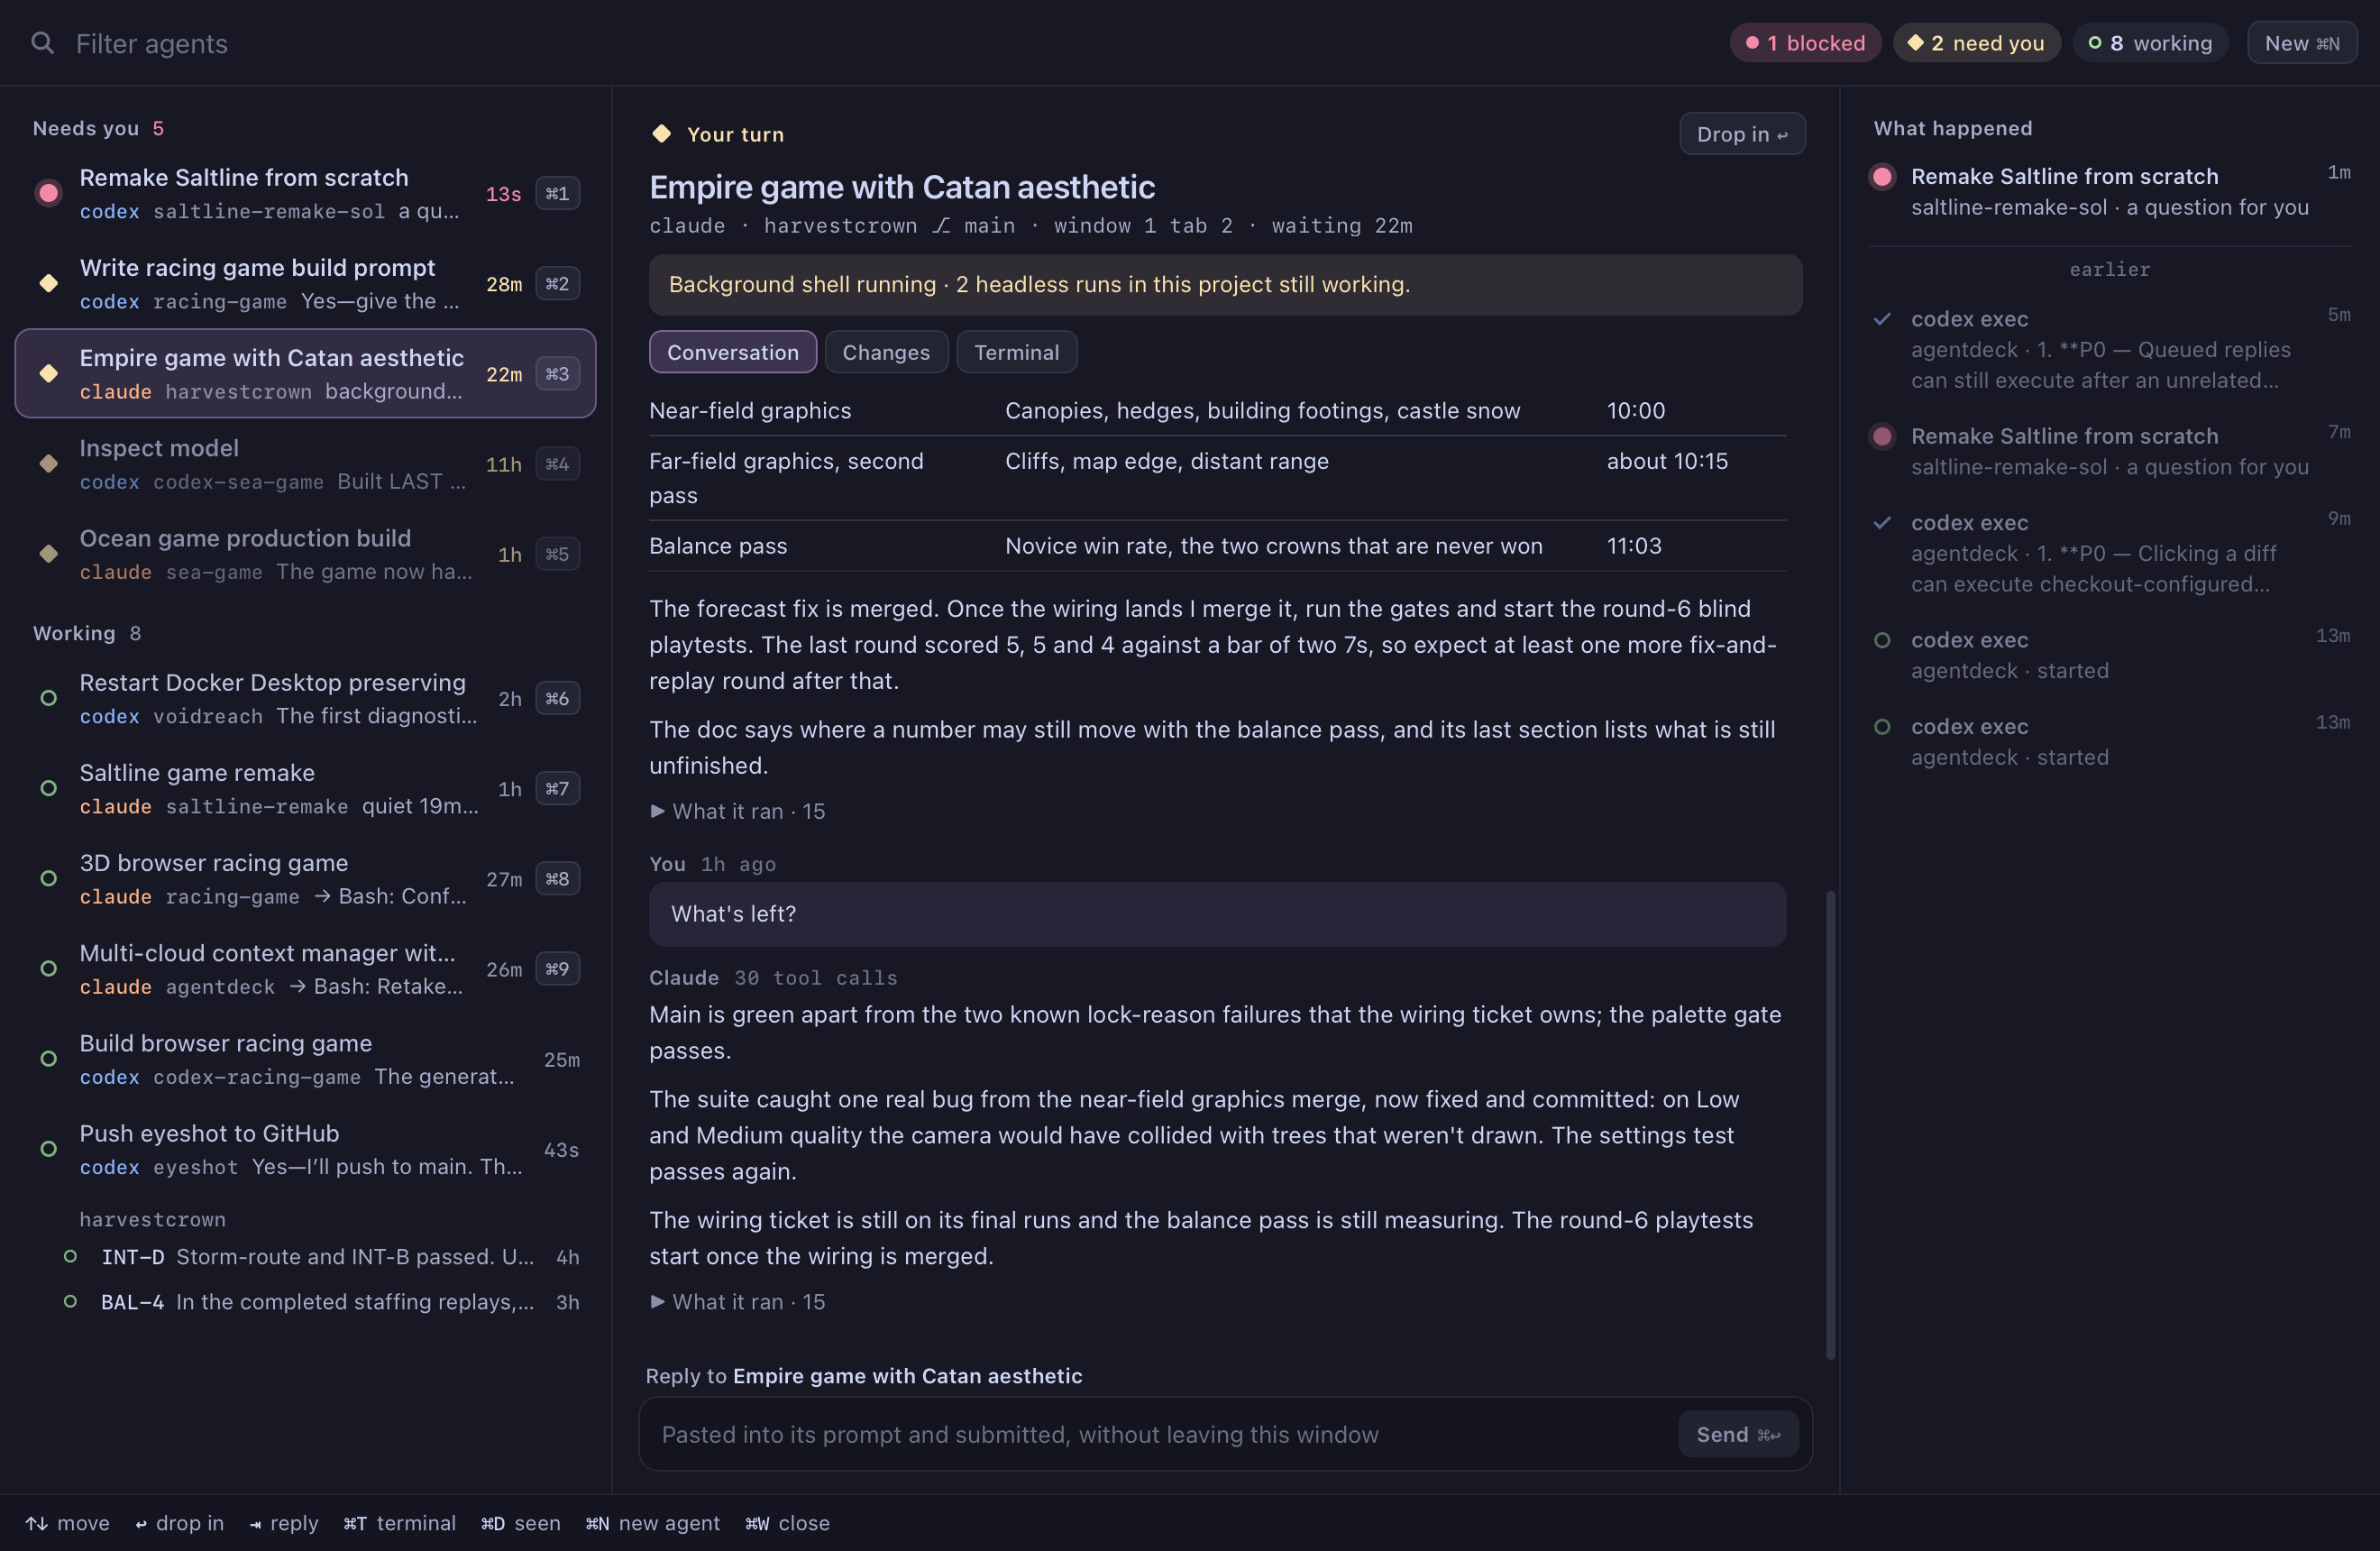 Filter agents
1 blocked
2 need you
8 working
New ⌘N
Needs you 5
Remake Saltline from scratch
codex saltline-remake-sol a qu...
13s ⌘1
Write racing game build prompt
codex racing-game Yes—give the ...
28m ⌘2
Empire game with Catan aesthetic
claude harvestcrown background...
22m ⌘3
Inspect model
codex codex-sea-game Built LAST ...
11h ⌘4
Ocean game production build
claude sea-game The game now ha...
1h ⌘5
Working 8
Restart Docker Desktop preserving
codex voidreach The first diagnosti...
2h ⌘6
Saltline game remake
claude saltline-remake quiet 19m...
1h ⌘7
3D browser racing game
claude racing-game → Bash: Conf...
27m ⌘8
Multi-cloud context manager wit...
claude agentdeck → Bash: Retake...
26m ⌘9
Build browser racing game
codex codex-racing-game The generat...
25m
Push eyeshot to GitHub
codex eyeshot Yes—I’ll push to main. Th...
43s
harvestcrown
INT-D Storm-route and INT-B passed. U... 4h
BAL-4 In the completed staffing replays,... 3h
Your turn
Drop in ↩
Empire game with Catan aesthetic
claude · harvestcrown ⎇ main · window 1 tab 2 · waiting 22m
Background shell running · 2 headless runs in this project still working.
Conversation
Changes
Terminal
Near-field graphics Canopies, hedges, building footings, castle snow 10:00
Far-field graphics, second Cliffs, map edge, distant range about 10:15
pass
Balance pass Novice win rate, the two crowns that are never won 11:03
The forecast fix is merged. Once the wiring lands I merge it, run the gates and start the round-6 blind
playtests. The last round scored 5, 5 and 4 against a bar of two 7s, so expect at least one more fix-and-
replay round after that.
The doc says where a number may still move with the balance pass, and its last section lists what is still
unfinished.
▶ What it ran · 15
You 1h ago
What's left?
Claude 30 tool calls
Main is green apart from the two known lock-reason failures that the wiring ticket owns; the palette gate
passes.
The suite caught one real bug from the near-field graphics merge, now fixed and committed: on Low
and Medium quality the camera would have collided with trees that weren't drawn. The settings test
passes again.
The wiring ticket is still on its final runs and the balance pass is still measuring. The round-6 playtests
start once the wiring is merged.
▶ What it ran · 15
Reply to Empire game with Catan aesthetic
Pasted into its prompt and submitted, without leaving this window
Send ⌘↩
What happened
Remake Saltline from scratch 1m
saltline-remake-sol · a question for you
earlier
codex exec 5m
agentdeck · 1. **P0 — Queued replies
can still execute after an unrelated...
Remake Saltline from scratch 7m
saltline-remake-sol · a question for you
codex exec 9m
agentdeck · 1. **P0 — Clicking a diff
can execute checkout-configured...
codex exec 13m
agentdeck · started
codex exec 13m
agentdeck · started
↑↓ move ↩ drop in ⇥ reply ⌘T terminal ⌘D seen ⌘N new agent ⌘W close